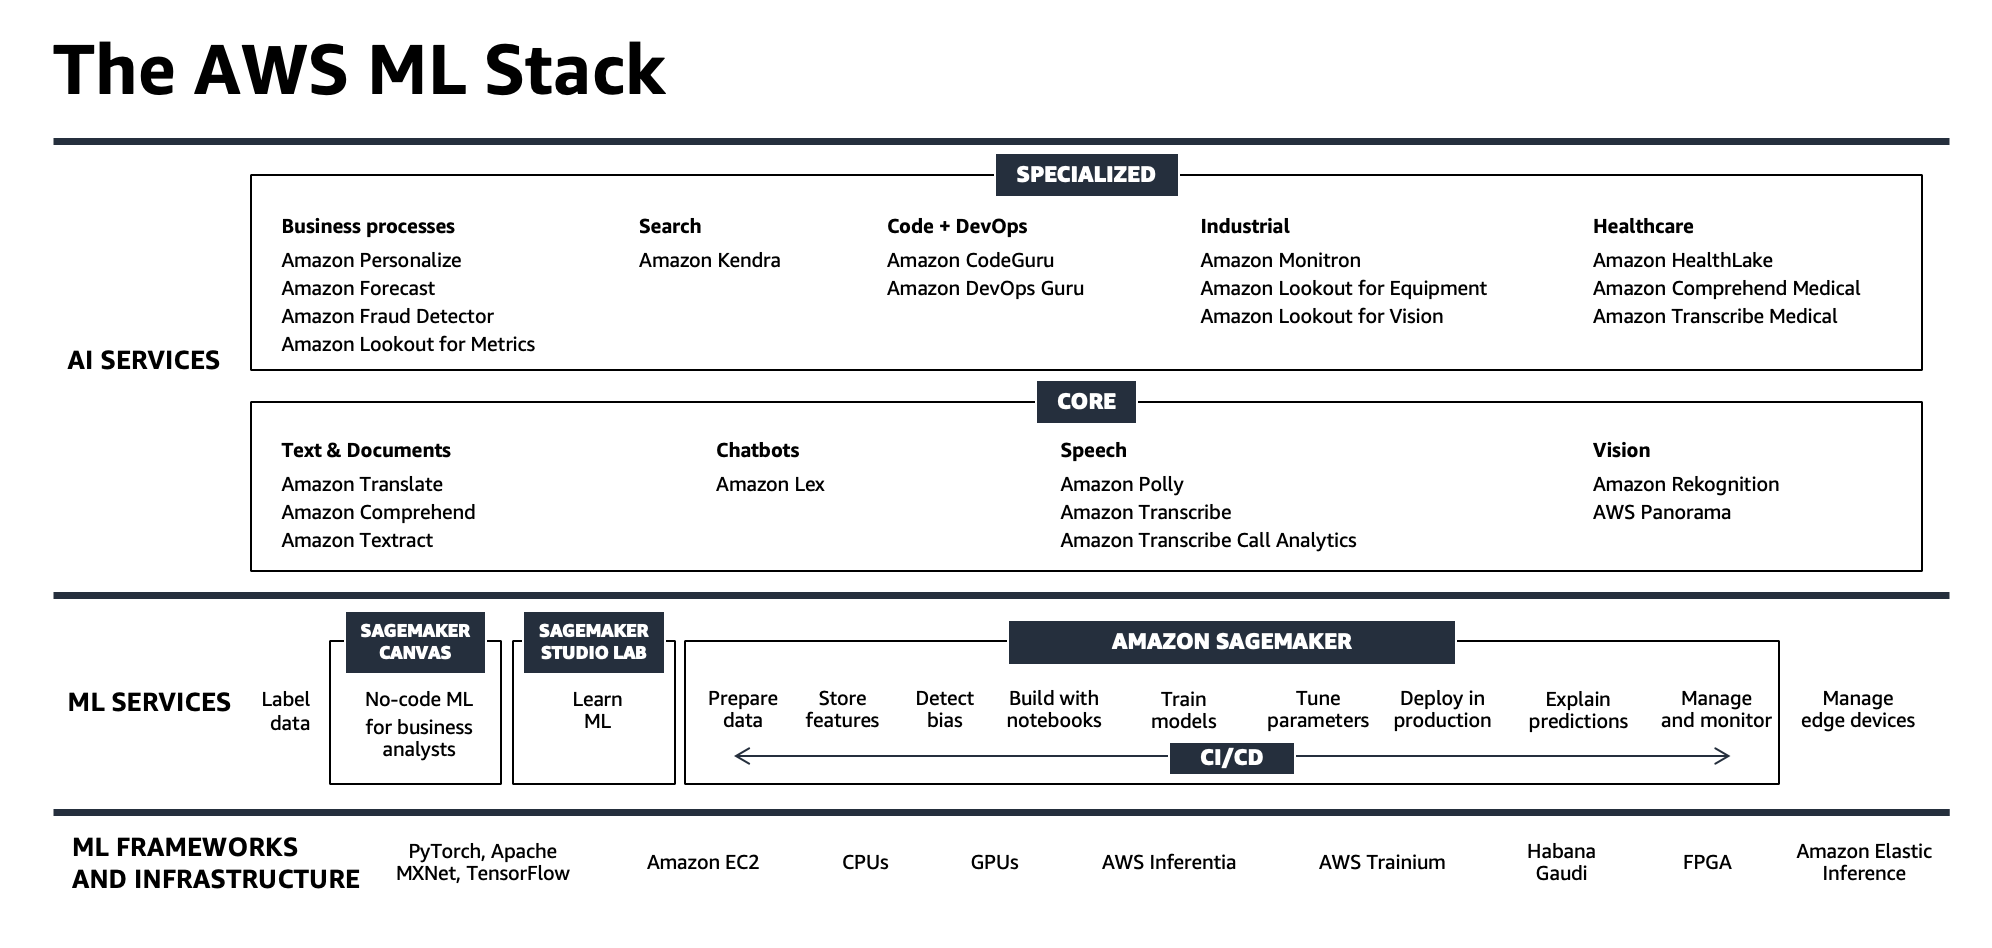 The AWS ML Stack
AI SERVICES
SPECIALIZED
Business processes
Amazon Personalize
Amazon Forecast
Amazon Fraud Detector
Amazon Lookout for Metrics
Search
Amazon Kendra
Code + DevOps
Amazon CodeGuru
Amazon DevOps Guru
Industrial
Amazon Monitron
Amazon Lookout for Equipment
Amazon Lookout for Vision
Healthcare
Amazon HealthLake
Amazon Comprehend Medical
Amazon Transcribe Medical
CORE
Text & Documents
Amazon Translate
Amazon Comprehend
Amazon Textract
Chatbots
Amazon Lex
Speech
Amazon Polly
Amazon Transcribe
Amazon Transcribe Call Analytics
Vision
Amazon Rekognition
AWS Panorama
ML SERVICES
Label
data
SAGEMAKER
CANVAS
No-code ML
for business
analysts
SAGEMAKER
STUDIO LAB
Learn
ML
AMAZON SAGEMAKER
Prepare
data
Store
features
Detect
bias
Build with
notebooks
Train
models
Tune
parameters
Deploy in
production
Explain
predictions
Manage
and monitor
CI/CD
Manage
edge devices
ML FRAMEWORKS
AND INFRASTRUCTURE
PyTorch, Apache
MXNet, TensorFlow
Amazon EC2
CPUs
GPUs
AWS Inferentia
AWS Trainium
Habana
Gaudi
FPGA
Amazon Elastic
Inference